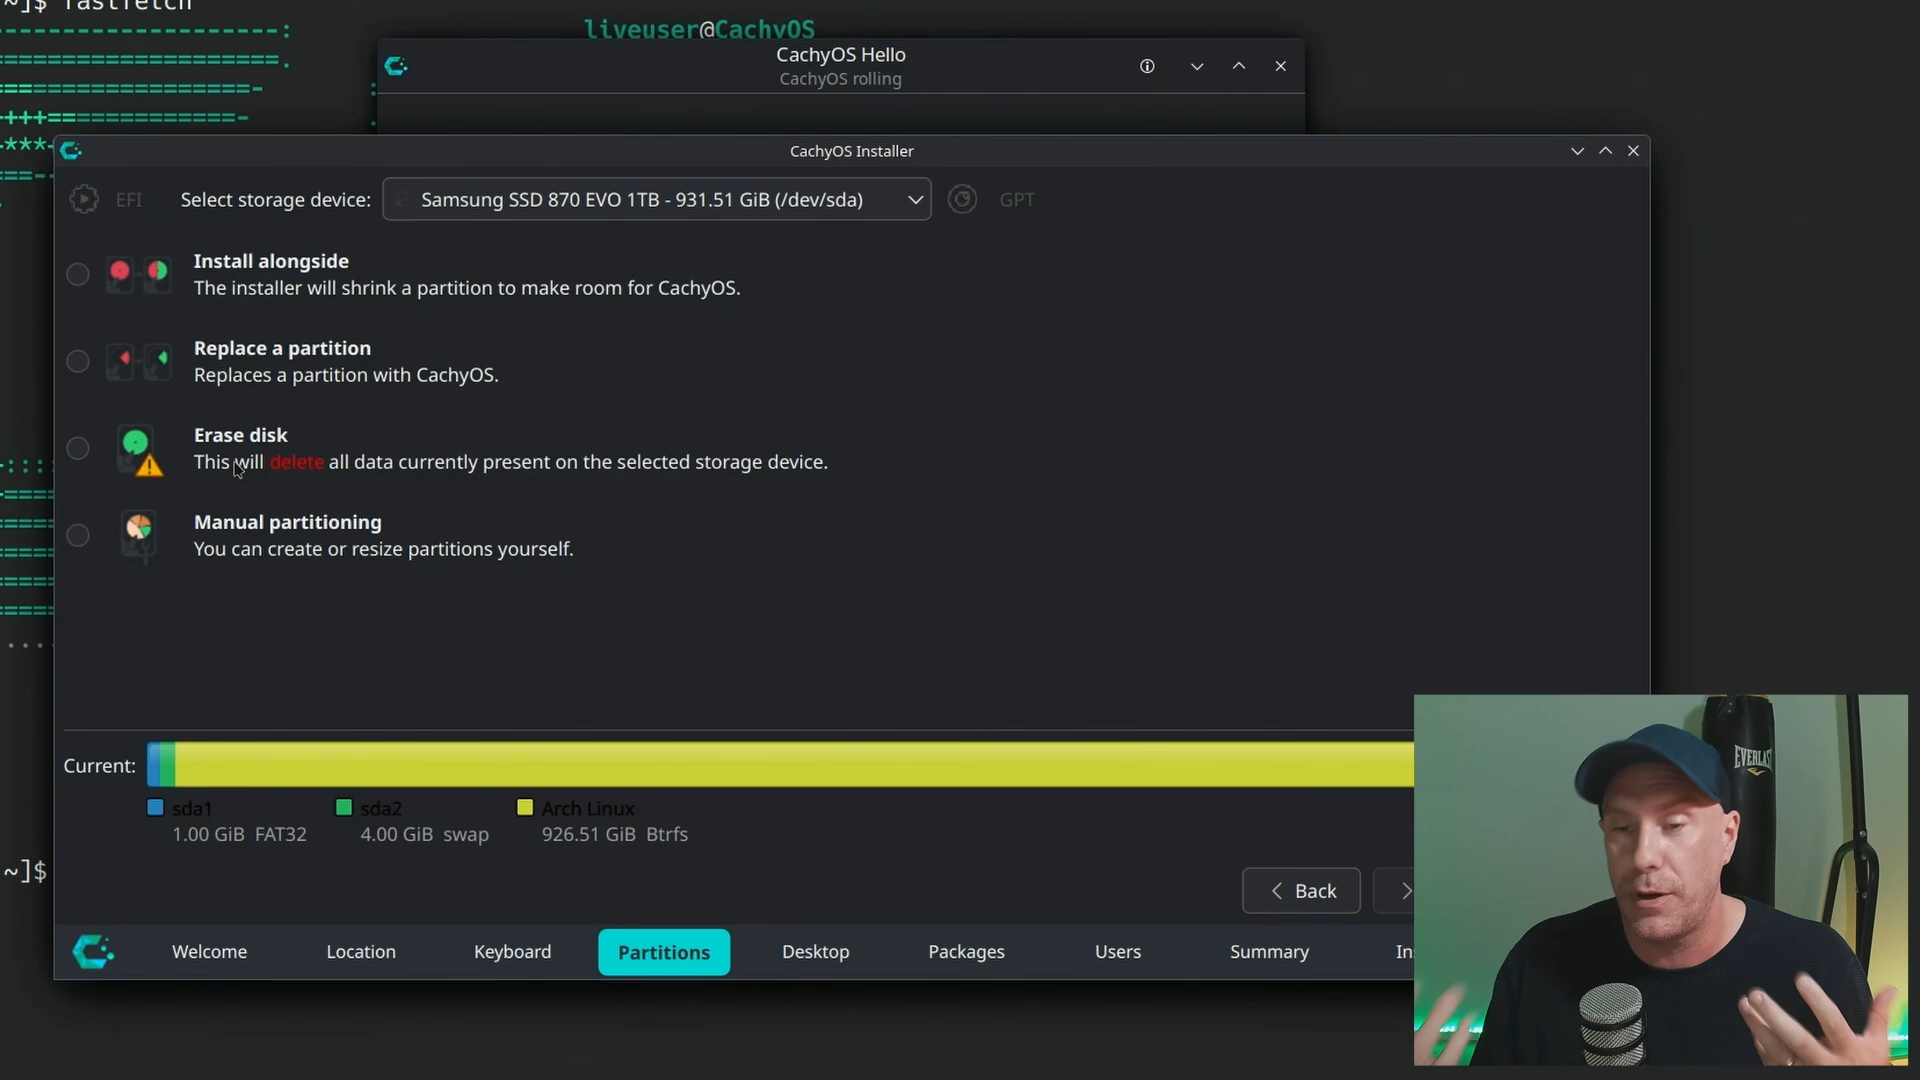 ~]$ fastfetch
liveuser@CachyOS
CachyOS Hello
CachyOS rolling
CachyOS Installer
EFI
Select storage device:
Samsung SSD 870 EVO 1TB - 931.51 GiB (/dev/sda)
GPT
Install alongside
The installer will shrink a partition to make room for CachyOS.
Replace a partition
Replaces a partition with CachyOS.
Erase disk
This will delete all data currently present on the selected storage device.
Manual partitioning
You can create or resize partitions yourself.
Current:
sda1
1.00 GiB FAT32
sda2
4.00 GiB swap
Arch Linux
926.51 GiB Btrfs
~]$
Back
Welcome
Location
Keyboard
Partitions
Desktop
Packages
Users
Summary
In
EVERLAST